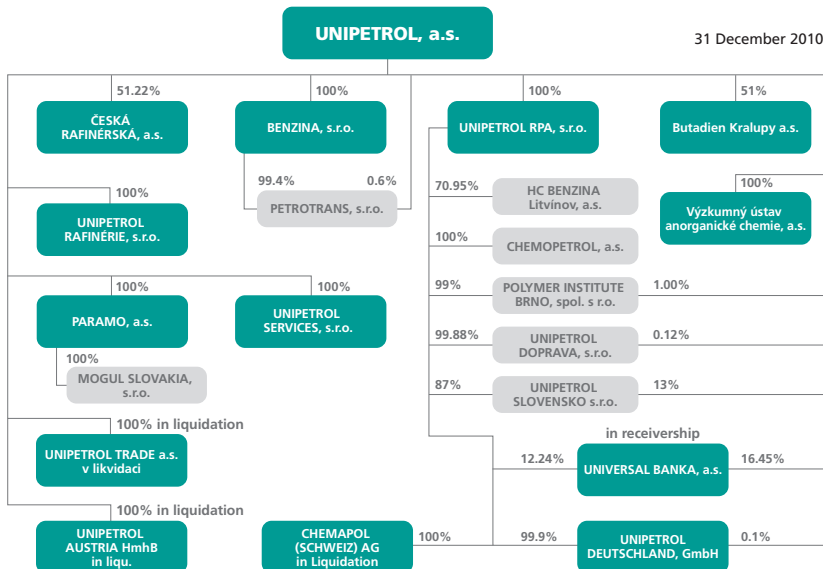 UNIPETROL, a.s.
31 December 2010
51.22%
100%
100%
51%
ČESKÁ
RAFINÉRSKÁ, a.s.
BENZINA, s.r.o.
UNIPETROL RPA, s.r.o.
Butadien Kralupy a.s.
99.4%
0.6%
PETROTRANS, s.r.o.
70.95%
HC BENZINA
Litvínov, a.s.
100%
Výzkumný ústav
anorganické chemie, a.s.
100%
UNIPETROL
RAFINÉRIE, s.r.o.
100%
CHEMOPETROL, a.s.
100%
100%
99%
POLYMER INSTITUTE
BRNO, spol. s r.o.
1.00%
PARAMO, a.s.
UNIPETROL
SERVICES, s.r.o.
99.88%
UNIPETROL
DOPRAVA, s.r.o.
0.12%
100%
MOGUL SLOVAKIA,
s.r.o.
87%
UNIPETROL
SLOVENSKO s.r.o.
13%
100% in liquidation
in receivership
UNIPETROL TRADE a.s.
v likvidaci
12.24%
UNIVERSAL BANKA, a.s.
16.45%
100% in liquidation
UNIPETROL
AUSTRIA HmhB
in liqu.
CHEMAPOL
(SCHWEIZ) AG
in Liquidation
100%
99.9%
UNIPETROL
DEUTSCHLAND, GmbH
0.1%